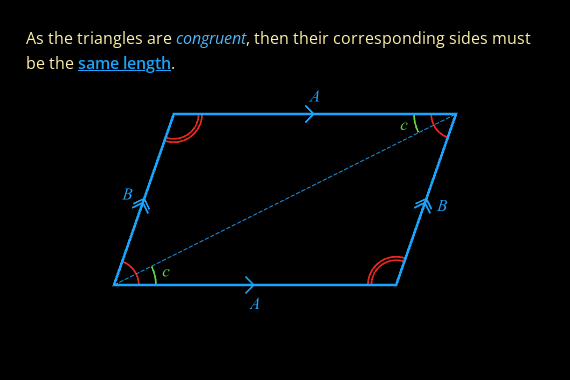 As the triangles are congruent, then their corresponding sides must
be the same length.
A
c
B
B
c
A